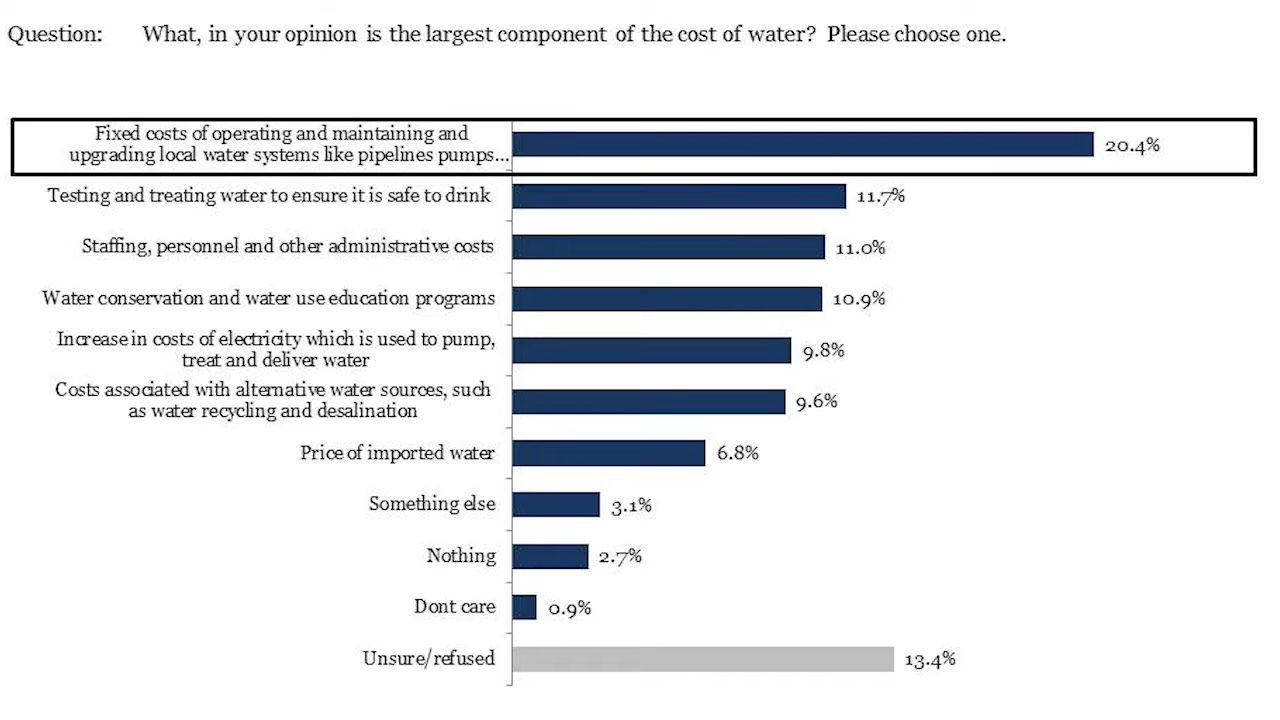 Question: What, in your opinion is the largest component of the cost of water? Please choose one.
Fixed costs of operating and maintaining and
upgrading local water systems like pipelines pumps...
20.4%
Testing and treating water to ensure it is safe to drink
11.7%
Staffing, personnel and other administrative costs
11.0%
Water conservation and water use education programs
10.9%
Increase in costs of electricity which is used to pump,
treat and deliver water
9.8%
Costs associated with alternative water sources, such
as water recycling and desalination
9.6%
Price of imported water
6.8%
Something else
3.1%
Nothing
2.7%
Dont care
0.9%
Unsure/refused
13.4%